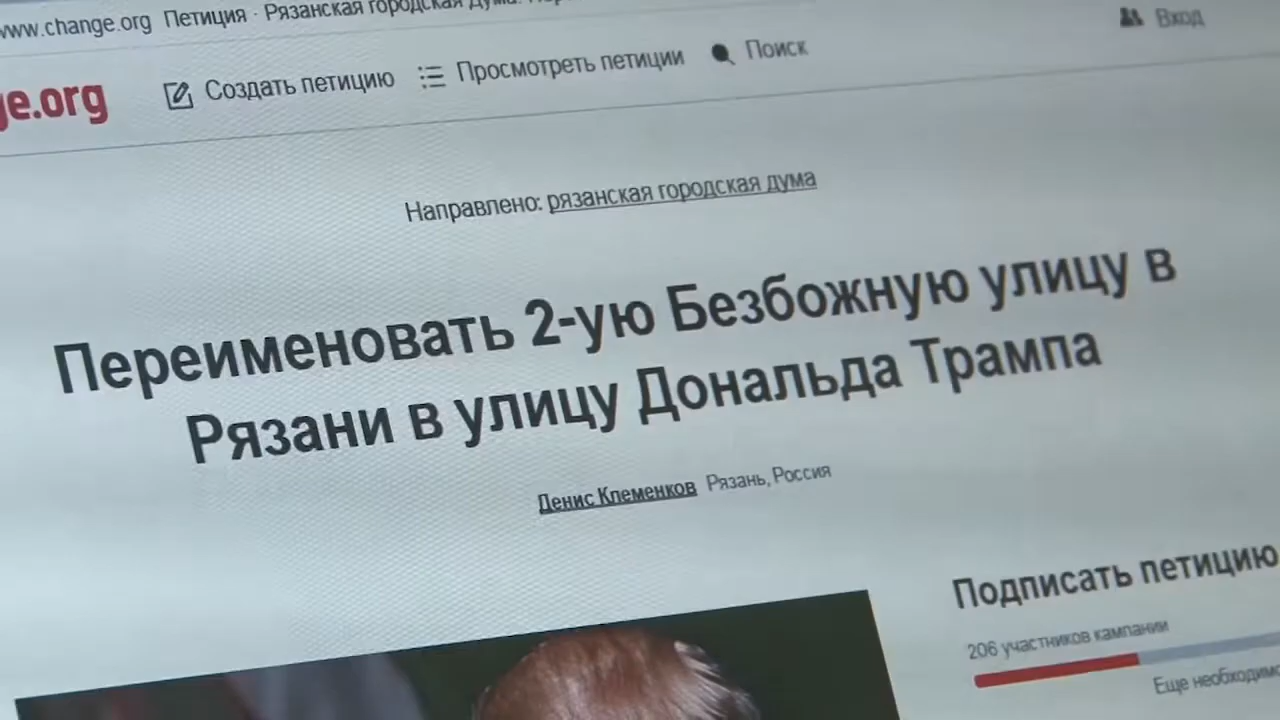 www.change.org Петиция · Рязанская городская
ge.org Создать петицию Просмотреть петиции Поиск Вход
Направлено: рязанская городская дума
Переименовать 2-ую Безбожную улицу в
Рязани в улицу Дональда Трампа
Денис Клеменков Рязань, Россия
Подписать петицию
206 участников кампании
Еще необходимо